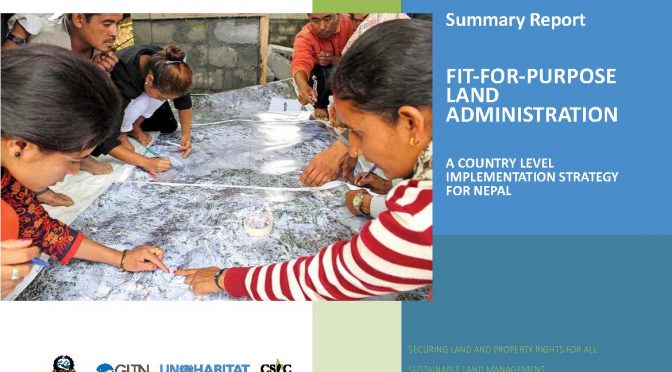 Summary Report
FIT-FOR-PURPOSE
LAND
ADMINISTRATION
A COUNTRY LEVEL
IMPLEMENTATION STRATEGY
FOR NEPAL
SECURING LAND AND PROPERTY RIGHTS FOR ALL
SUSTAINABLE LAND MANAGEMENT
GLTN
UN HABITAT
CSRC